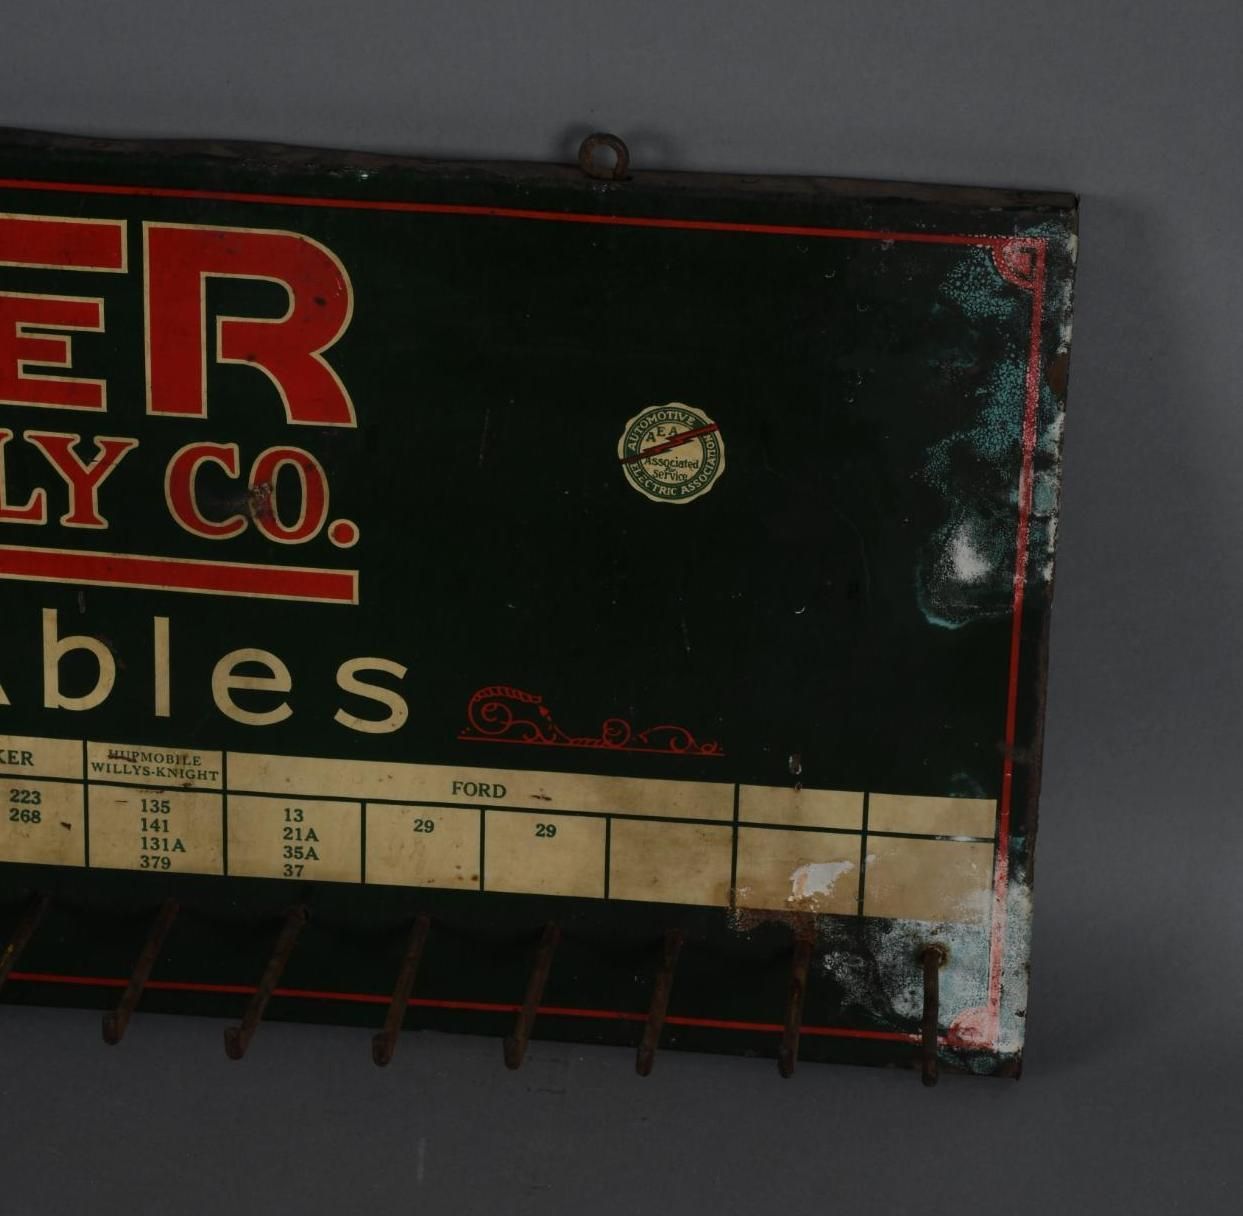 ER
LY CO.
Ables
AUTOMOTIVE
AEA
Associated
Service
ELECTRIC ASSOCIATION
KER
HUPMOBILE
WILLYS-KNIGHT
FORD
223
268
135
141
131A
379
13
21A
35A
37
29
29